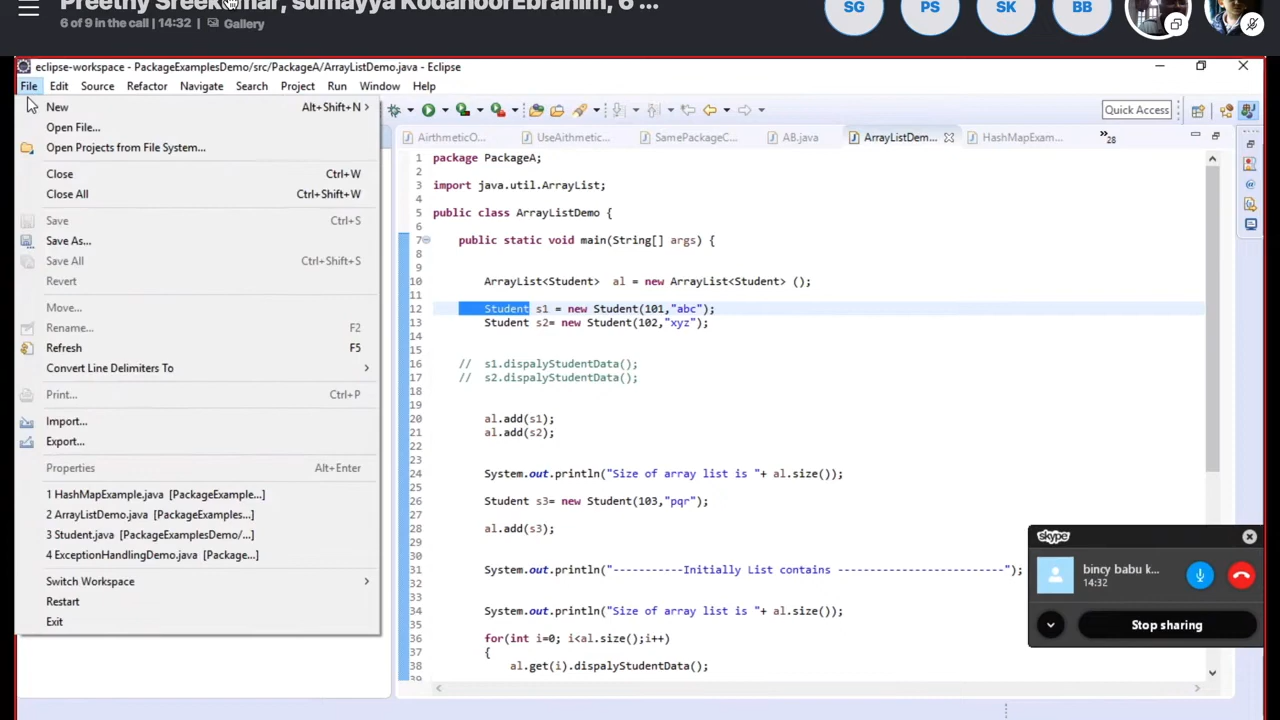 Preethy Sreekumar, sumayya KodanoorEbrahim, 6 ...
6 of 9 in the call | 14:32 | Gallery
SG PS SK BB
eclipse-workspace - PackageExamplesDemo/src/PackageA/ArrayListDemo.java - Eclipse
File Edit Source Refactor Navigate Search Project Run Window Help
New Alt+Shift+N
Open File...
Open Projects from File System...
Close Ctrl+W
Close All Ctrl+Shift+W
Save Ctrl+S
Save As...
Save All Ctrl+Shift+S
Revert
Move...
Rename... F2
Refresh F5
Convert Line Delimiters To
Print... Ctrl+P
Import...
Export...
Properties Alt+Enter
1 HashMapExample.java [PackageExample...]
2 ArrayListDemo.java [PackageExamples...]
3 Student.java [PackageExamplesDemo/...]
4 ExceptionHandlingDemo.java [Package...]
Switch Workspace
Restart
Exit
Quick Access
AirthmeticO... UseAithmetic... SamePackageC... AB.java ArrayListDem... HashMapExam... »28
1 package PackageA;
2
3 import java.util.ArrayList;
4
5 public class ArrayListDemo {
6
7 public static void main(String[] args) {
8
9
10 ArrayList<Student> al = new ArrayList<Student> ();
11
12 Student s1 = new Student(101,"abc");
13 Student s2= new Student(102,"xyz");
14
15
16 // s1.dispalyStudentData();
17 // s2.dispalyStudentData();
18
19
20 al.add(s1);
21 al.add(s2);
22
23
24 System.out.println("Size of array list is "+ al.size());
25
26 Student s3= new Student(103,"pqr");
27
28 al.add(s3);
29
30
31 System.out.println("-----------Initially List contains -------------------------");
32
33
34 System.out.println("Size of array list is "+ al.size());
35
36 for(int i=0; i<al.size();i++)
37 {
38 al.get(i).dispalyStudentData();
39
skype
bincy babu k...
14:32
Stop sharing